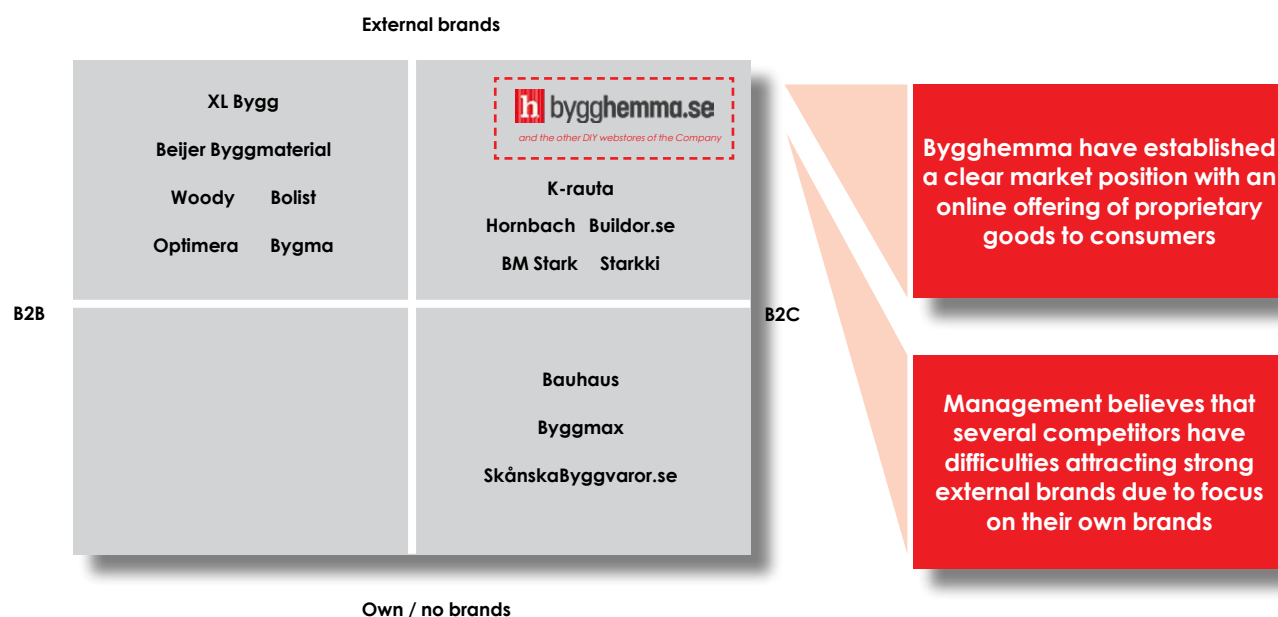 External brands
XL Bygg
Beijer Byggmaterial
Woody Bolist
Optimera Bygma
h bygghemma.se
and the other DIY webstores of the Company
K-rauta
Hornbach Buildor.se
BM Stark Starkki
B2B
B2C
Bauhaus
Byggmax
SkånskaByggvaror.se
Own / no brands
Bygghemma have established
a clear market position with an
online offering of proprietary
goods to consumers
Management believes that
several competitors have
difficulties attracting strong
external brands due to focus
on their own brands